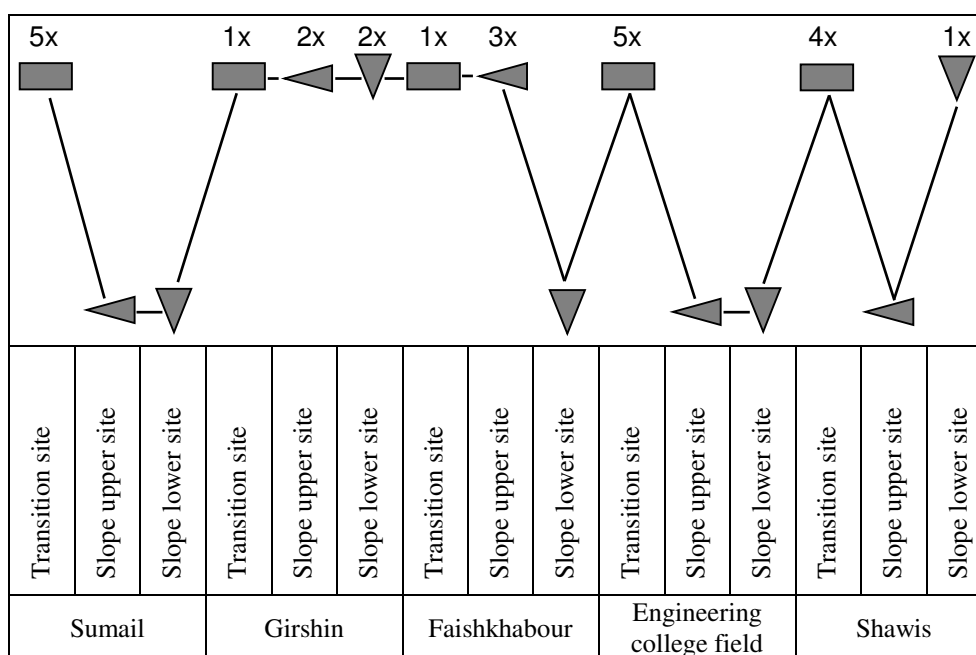 5x 1x 2x 2x 1x 3x 5x 4x 1x
Transition site
Slope upper site
Slope lower site
Transition site
Slope upper site
Slope lower site
Transition site
Slope upper site
Slope lower site
Transition site
Slope upper site
Slope lower site
Transition site
Slope upper site
Slope lower site
Sumail
Girshin
Faishkhabour
Engineering
college field
Shawis